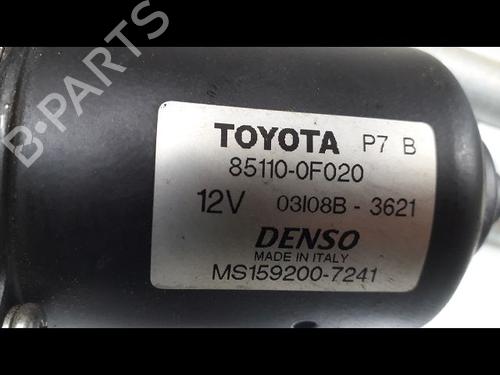 TOYOTA P7 B
85110-0F020
12V 03I08B - 3621
DENSO
MADE IN ITALY
MS159200-7241
B-PARTS